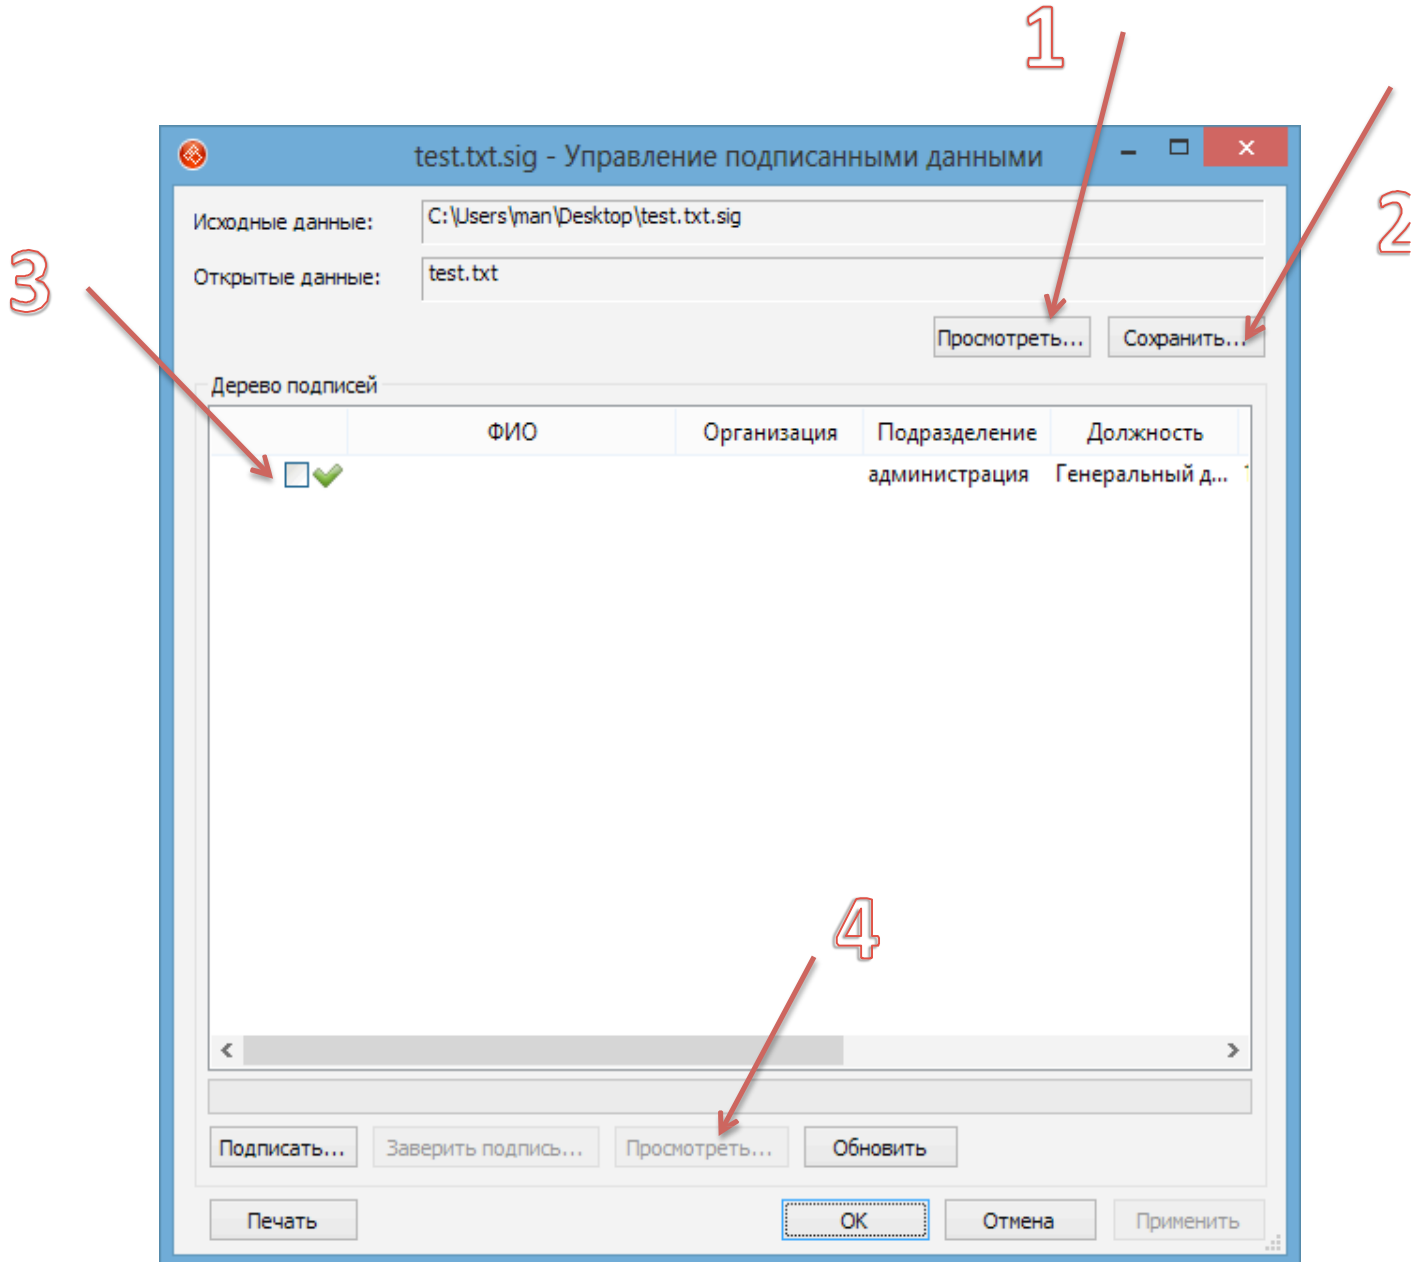 1
2
3
4
test.txt.sig - Управление подписанными данными
Исходные данные: C:\Users\man\Desktop\test.txt.sig
Открытые данные: test.txt
Просмотреть... Сохранить...
Дерево подписей
ФИО Организация Подразделение Должность
администрация Генеральный д...
Подписать... Заверить подпись... Просмотреть... Обновить
Печать ОК Отмена Применить